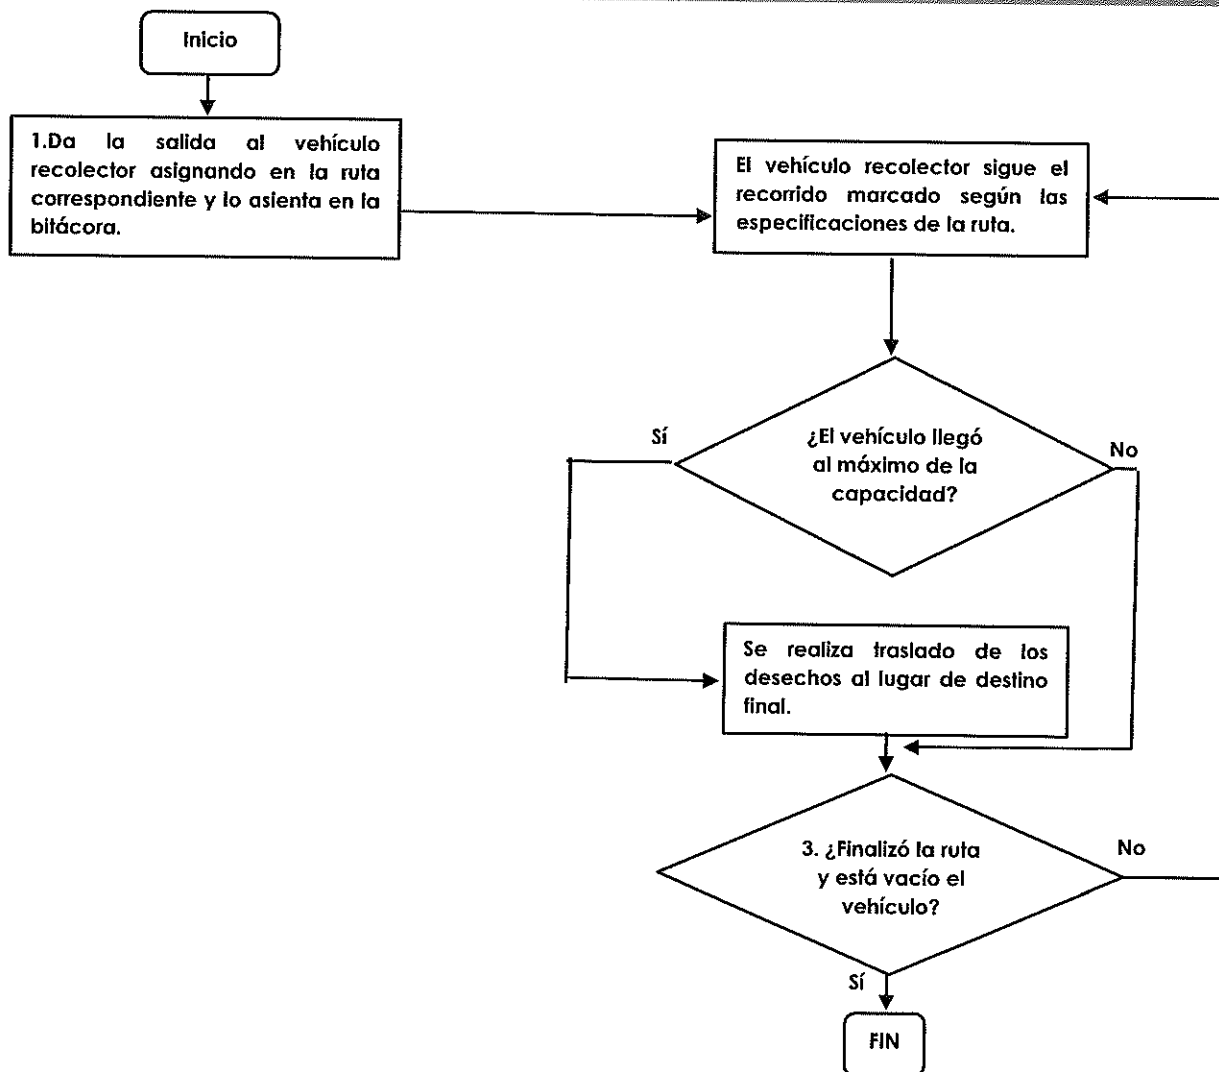 Inicio
1.Da la salida al vehículo
recolector asignando en la ruta
correspondiente y lo asienta en la
bitácora.
El vehículo recolector sigue el
recorrido marcado según las
especificaciones de la ruta.
¿El vehículo llegó
al máximo de la
capacidad?
Sí
No
Se realiza traslado de los
desechos al lugar de destino
final.
3. ¿Finalizó la ruta
y está vacío el
vehículo?
No
Sí
FIN